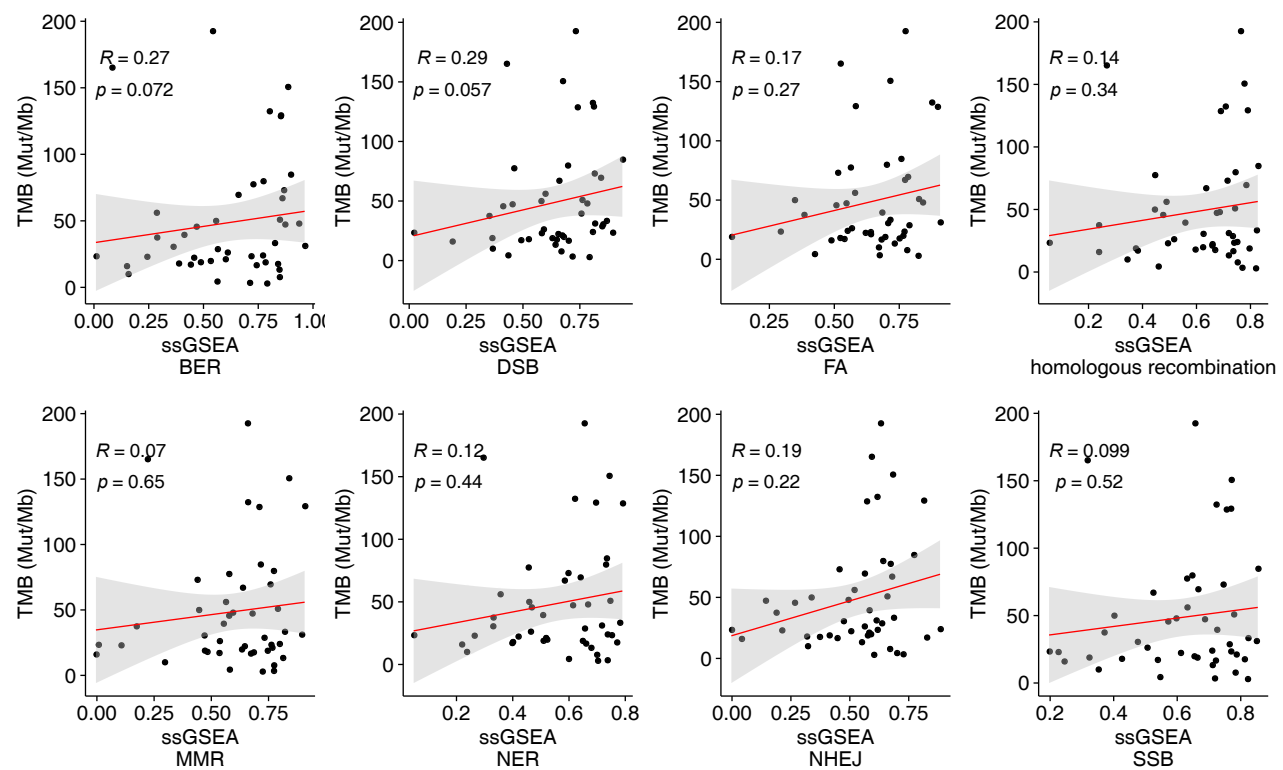 200
150
100
50
0
TMB (Mut/Mb)
R = 0.27
p = 0.072
0.00 0.25 0.50 0.75 1.00
ssGSEA
BER
200
150
100
50
0
TMB (Mut/Mb)
R = 0.29
p = 0.057
0.00 0.25 0.50 0.75
ssGSEA
DSB
200
150
100
50
0
TMB (Mut/Mb)
R = 0.17
p = 0.27
0.25 0.50 0.75
ssGSEA
FA
200
150
100
50
0
TMB (Mut/Mb)
R = 0.14
p = 0.34
0.2 0.4 0.6 0.8
ssGSEA
homologous recombination
200
150
100
50
0
TMB (Mut/Mb)
R = 0.07
p = 0.65
0.00 0.25 0.50 0.75
ssGSEA
MMR
200
150
100
50
0
TMB (Mut/Mb)
R = 0.12
p = 0.44
0.2 0.4 0.6 0.8
ssGSEA
NER
200
150
100
50
0
TMB (Mut/Mb)
R = 0.19
p = 0.22
0.00 0.25 0.50 0.75
ssGSEA
NHEJ
200
150
100
50
0
TMB (Mut/Mb)
R = 0.099
p = 0.52
0.2 0.4 0.6 0.8
ssGSEA
SSB